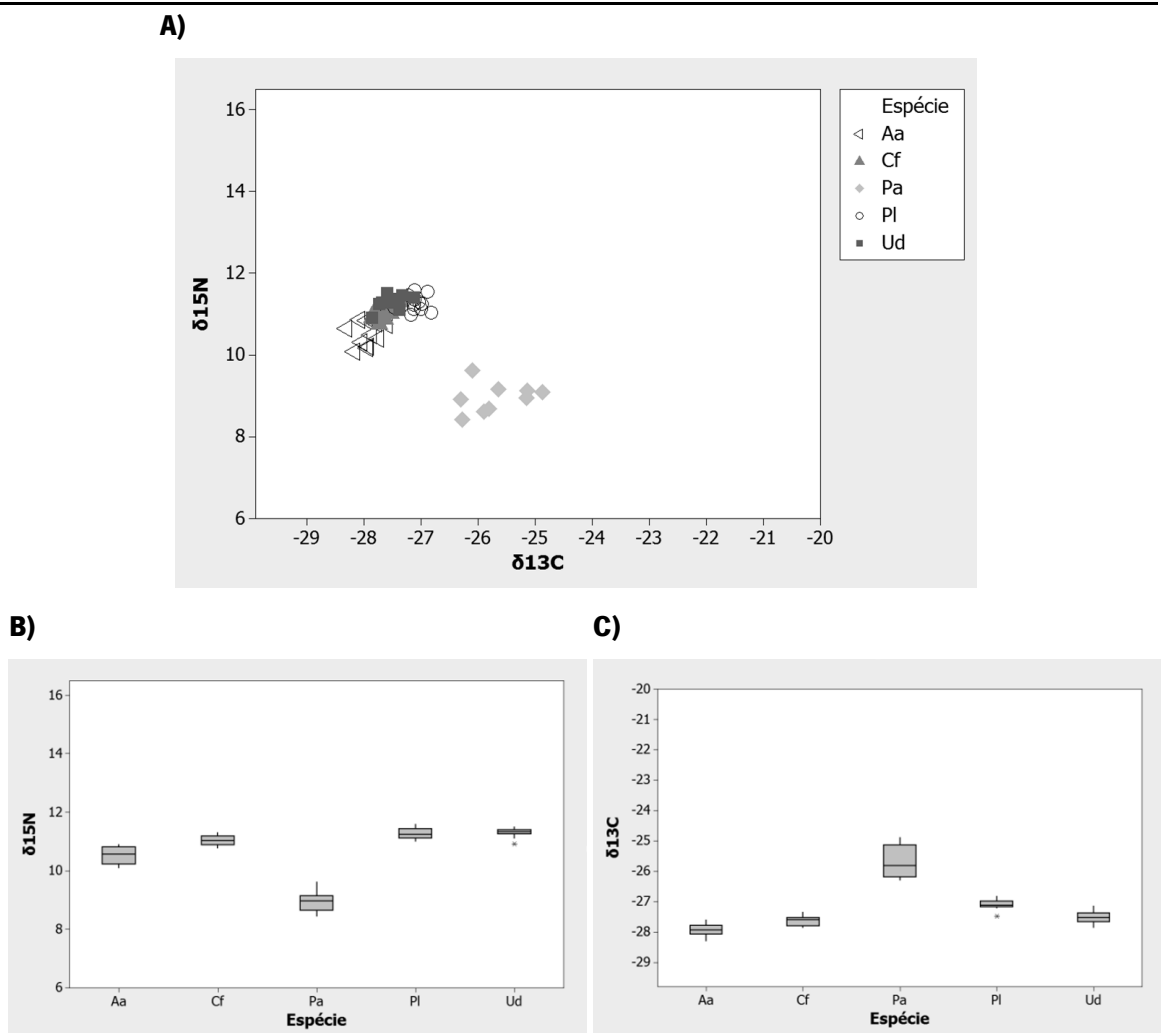 A)
Espécie
Aa
Cf
Pa
Pl
Ud
16
14
12
10
8
6
δ15N
-29 -28 -27 -26 -25 -24 -23 -22 -21 -20
δ13C
B)
16
14
12
10
8
6
δ15N
Aa Cf Pa Pl Ud
Espécie
C)
-20
-21
-22
-23
-24
-25
-26
-27
-28
-29
δ13C
Aa Cf Pa Pl Ud
Espécie